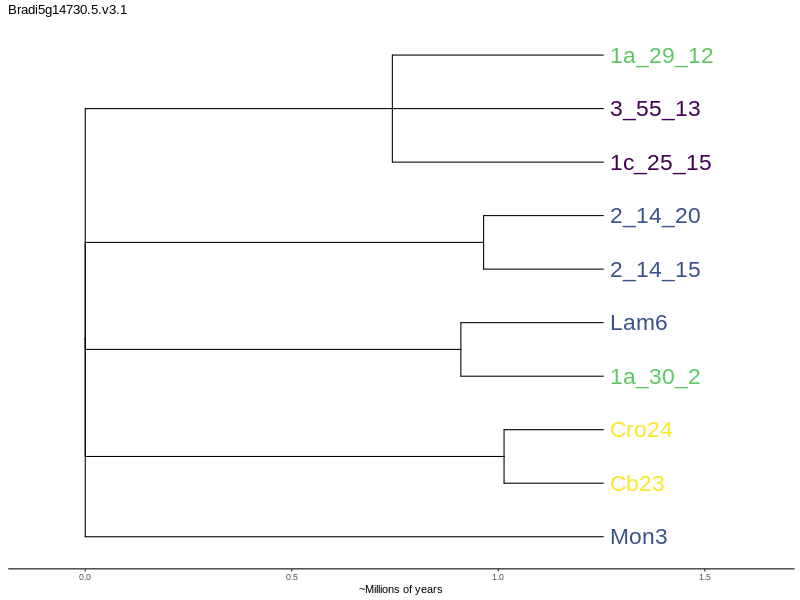 Bradi5g14730.5.v3.1
1a_29_12
3_55_13
1c_25_15
2_14_20
2_14_15
Lam6
1a_30_2
Cro24
Cb23
Mon3
0.0 0.5 1.0 1.5
~Millions of years